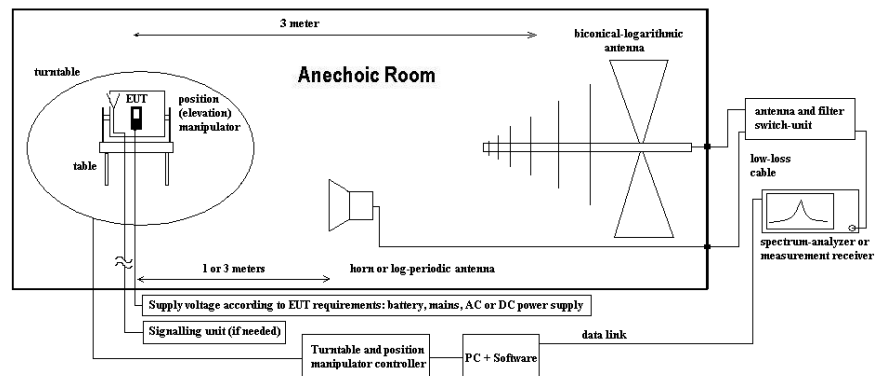 3 meter
biconical-logarithmic
antenna
turntable
Anechoic Room
EUT
position
(elevation)
manipulator
antenna and filter
switch-unit
table
low-loss
cable
spectrum-analyzer or
measurement receiver
1 or 3 meters
horn or log-periodic antenna
Supply voltage according to EUT requirements: battery, mains, AC or DC power supply
Signalling unit (if needed)
data link
Turntable and position
manipulator controller
PC + Software